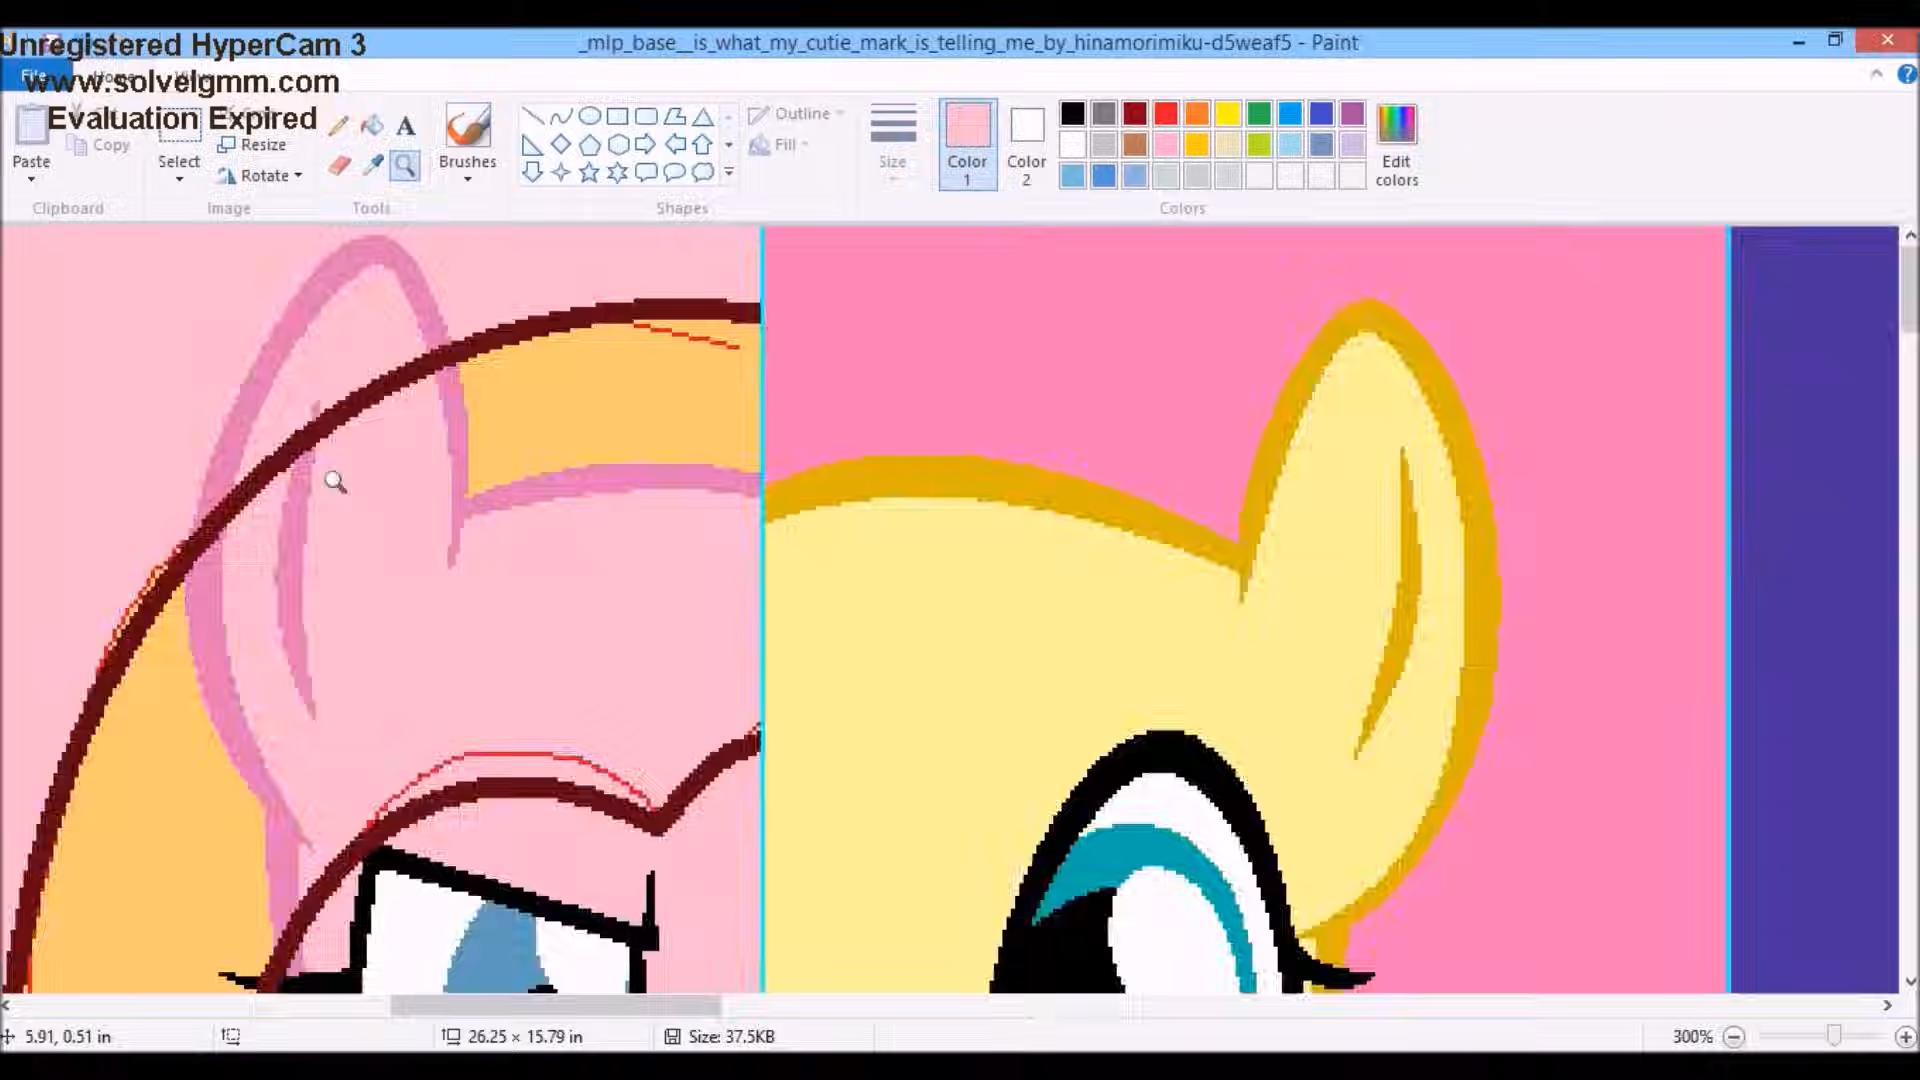 Unregistered HyperCam 3
www.solveigmm.com
Evaluation Expired
_mlp_base__is_what_my_cutie_mark_is_telling_me_by_hinamorimiku-d5weaf5 - Paint
File
Home
Paste
Copy
Clipboard
Select
Resize
Rotate
Image
A
Tools
Brushes
Shapes
Outline
Fill
Size
Color
1
Color
2
Edit
colors
Colors
5.91, 0.51 in
26.25 × 15.79 in
Size: 37.5KB
300%